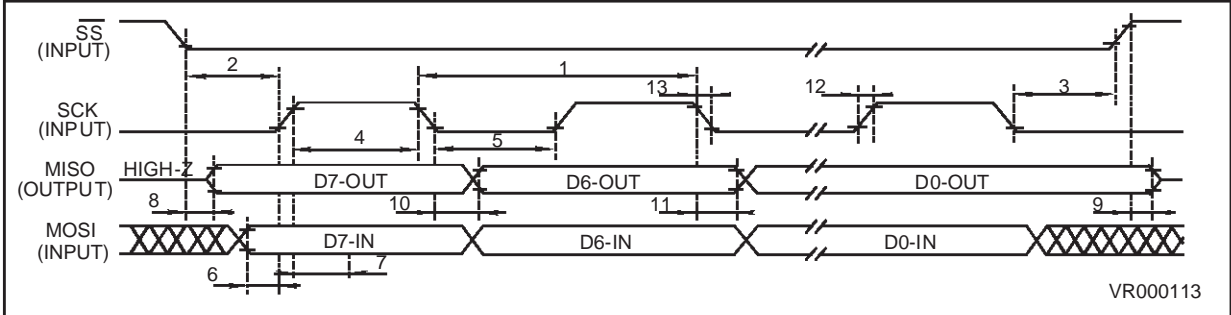 SS
(INPUT)
2
1
13
12
3
SCK
(INPUT)
4
5
MISO
(OUTPUT)
HIGH-Z
D7-OUT
D6-OUT
D0-OUT
8
10
11
9
MOSI
(INPUT)
D7-IN
D6-IN
D0-IN
6
7
VR000113